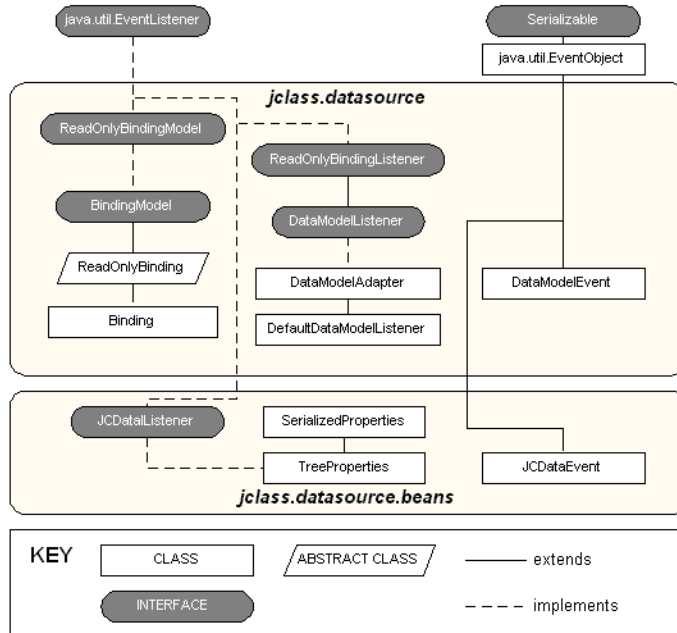 java.util.EventListener
Serializable
java.util.EventObject
jclass.datasource
ReadOnlyBindingModel
ReadOnlyBindingListener
BindingModel
DataModelListener
ReadOnlyBinding
DataModelAdapter
DataModelEvent
Binding
DefaultDataModelListener
JCDataIListener
SerializedProperties
TreeProperties
JCDataEvent
jclass.datasource.beans
KEY
CLASS
ABSTRACT CLASS
extends
INTERFACE
implements